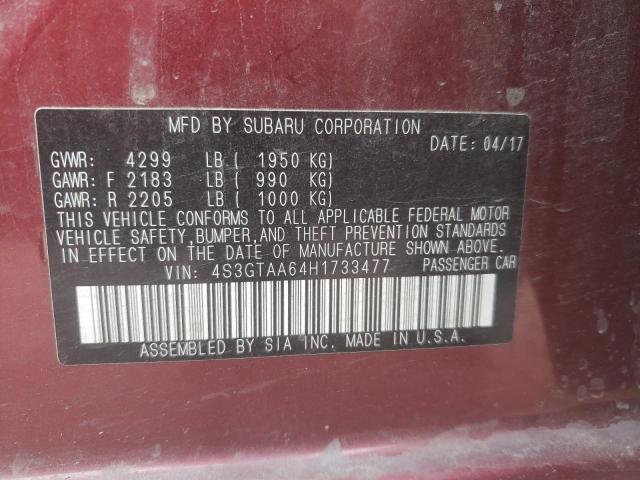 MFD BY SUBARU CORPORATION
DATE: 04/17
GVWR: 4299 LB ( 1950 KG)
GAWR: F 2183 LB ( 990 KG)
GAWR: R 2205 LB ( 1000 KG)
THIS VEHICLE CONFORMS TO ALL APPLICABLE FEDERAL MOTOR
VEHICLE SAFETY, BUMPER, AND THEFT PREVENTION STANDARDS
IN EFFECT ON THE DATE OF MANUFACTURE SHOWN ABOVE.
VIN: 4S3GTAA64H1733477 PASSENGER CAR
ASSEMBLED BY SIA INC. MADE IN U.S.A.